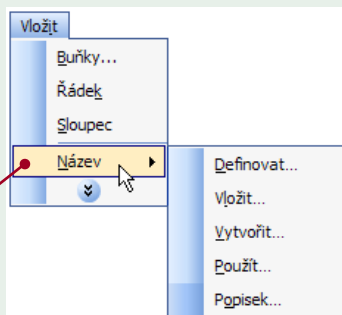 Vložit
Buňky...
Řádek
Sloupec
Název
Definovat...
Vložit...
Vytvořit...
Použít...
Popisek...